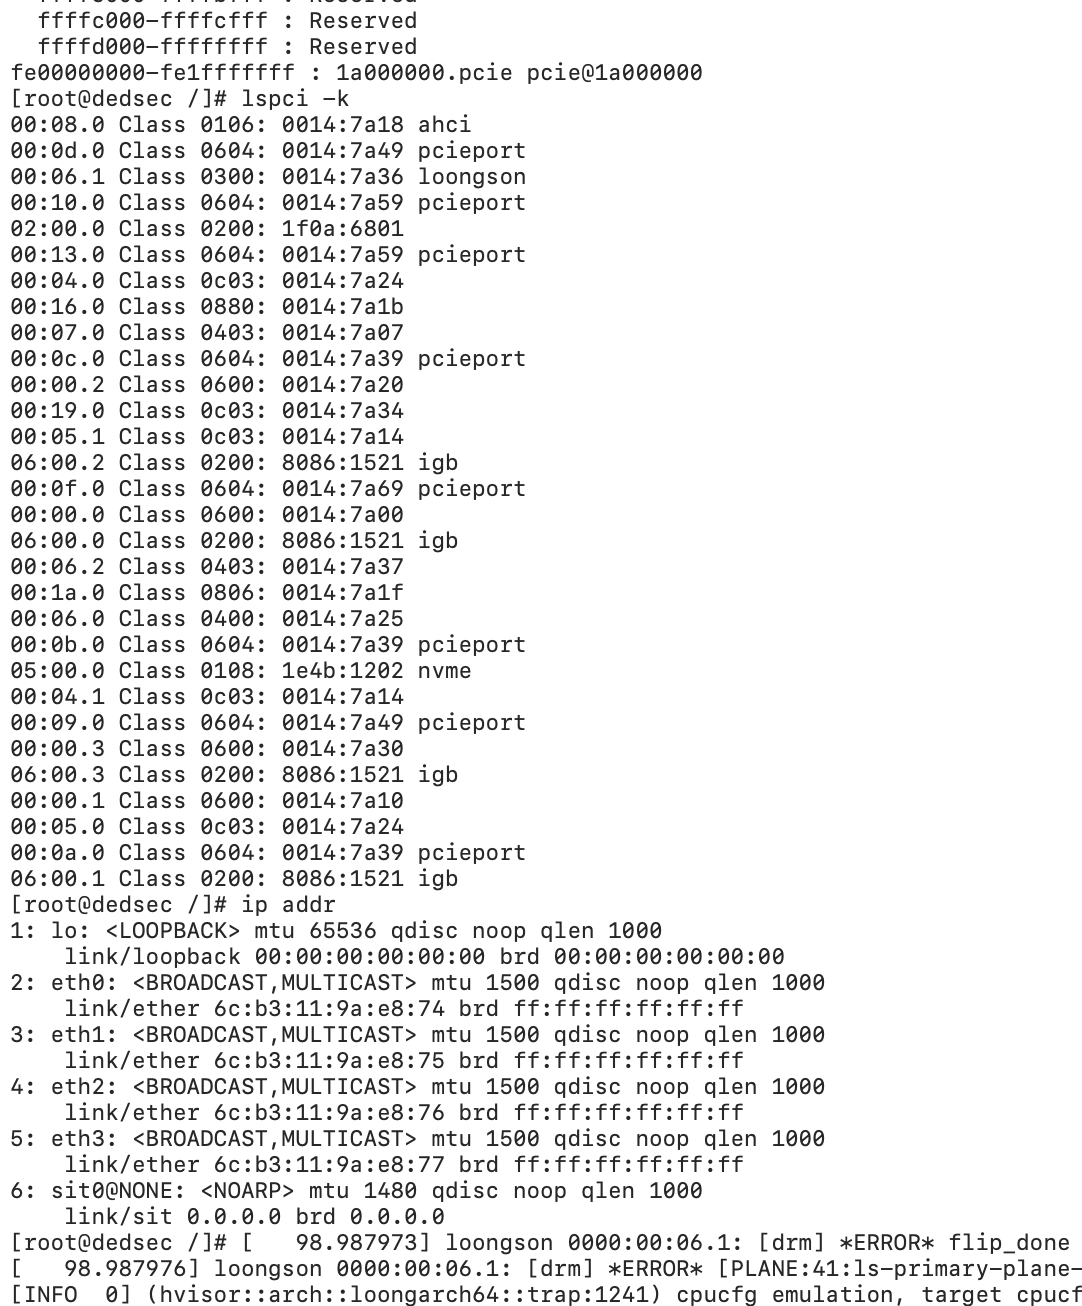 ffffc000-ffffcfff : Reserved
ffffd000-ffffffff : Reserved
fe00000000-fe1fffffff : 1a000000.pcie pcie@1a000000
[root@dedsec /]# lspci -k
00:08.0 Class 0106: 0014:7a18 ahci
00:0d.0 Class 0604: 0014:7a49 pcieport
00:06.1 Class 0300: 0014:7a36 loongson
00:10.0 Class 0604: 0014:7a59 pcieport
02:00.0 Class 0200: 1f0a:6801
00:13.0 Class 0604: 0014:7a59 pcieport
00:04.0 Class 0c03: 0014:7a24
00:16.0 Class 0880: 0014:7a1b
00:07.0 Class 0403: 0014:7a07
00:0c.0 Class 0604: 0014:7a39 pcieport
00:00.2 Class 0600: 0014:7a20
00:19.0 Class 0c03: 0014:7a34
00:05.1 Class 0c03: 0014:7a14
06:00.2 Class 0200: 8086:1521 igb
00:0f.0 Class 0604: 0014:7a69 pcieport
00:00.0 Class 0600: 0014:7a00
06:00.0 Class 0200: 8086:1521 igb
00:06.2 Class 0403: 0014:7a37
00:1a.0 Class 0806: 0014:7a1f
00:06.0 Class 0400: 0014:7a25
00:0b.0 Class 0604: 0014:7a39 pcieport
05:00.0 Class 0108: 1e4b:1202 nvme
00:04.1 Class 0c03: 0014:7a14
00:09.0 Class 0604: 0014:7a49 pcieport
00:00.3 Class 0600: 0014:7a30
06:00.3 Class 0200: 8086:1521 igb
00:00.1 Class 0600: 0014:7a10
00:05.0 Class 0c03: 0014:7a24
00:0a.0 Class 0604: 0014:7a39 pcieport
06:00.1 Class 0200: 8086:1521 igb
[root@dedsec /]# ip addr
1: lo: <LOOPBACK> mtu 65536 qdisc noop qlen 1000
link/loopback 00:00:00:00:00:00 brd 00:00:00:00:00:00
2: eth0: <BROADCAST,MULTICAST> mtu 1500 qdisc noop qlen 1000
link/ether 6c:b3:11:9a:e8:74 brd ff:ff:ff:ff:ff:ff
3: eth1: <BROADCAST,MULTICAST> mtu 1500 qdisc noop qlen 1000
link/ether 6c:b3:11:9a:e8:75 brd ff:ff:ff:ff:ff:ff
4: eth2: <BROADCAST,MULTICAST> mtu 1500 qdisc noop qlen 1000
link/ether 6c:b3:11:9a:e8:76 brd ff:ff:ff:ff:ff:ff
5: eth3: <BROADCAST,MULTICAST> mtu 1500 qdisc noop qlen 1000
link/ether 6c:b3:11:9a:e8:77 brd ff:ff:ff:ff:ff:ff
6: sit0@NONE: <NOARP> mtu 1480 qdisc noop qlen 1000
link/sit 0.0.0.0 brd 0.0.0.0
[root@dedsec /]# [   98.987973] loongson 0000:00:06.1: [drm] *ERROR* flip_done
[   98.987976] loongson 0000:00:06.1: [drm] *ERROR* [PLANE:41:ls-primary-plane-
[INFO  0] (hvisor::arch::loongarch64::trap:1241) cpucfg emulation, target cpucf